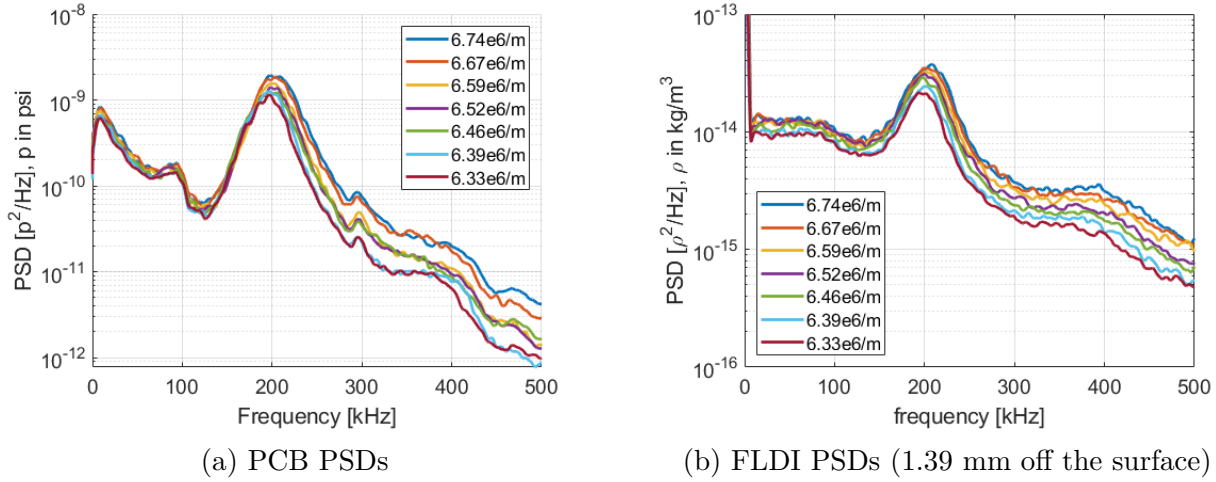 PSD [p²/Hz], p in psi
10⁻⁸
10⁻⁹
10⁻¹⁰
10⁻¹¹
10⁻¹²
0 100 200 300 400 500
Frequency [kHz]
6.74e6/m
6.67e6/m
6.59e6/m
6.52e6/m
6.46e6/m
6.39e6/m
6.33e6/m
(a) PCB PSDs
PSD [ρ²/Hz], ρ in kg/m³
10⁻¹³
10⁻¹⁴
10⁻¹⁵
10⁻¹⁶
0 100 200 300 400 500
frequency [kHz]
6.74e6/m
6.67e6/m
6.59e6/m
6.52e6/m
6.46e6/m
6.39e6/m
6.33e6/m
(b) FLDI PSDs (1.39 mm off the surface)